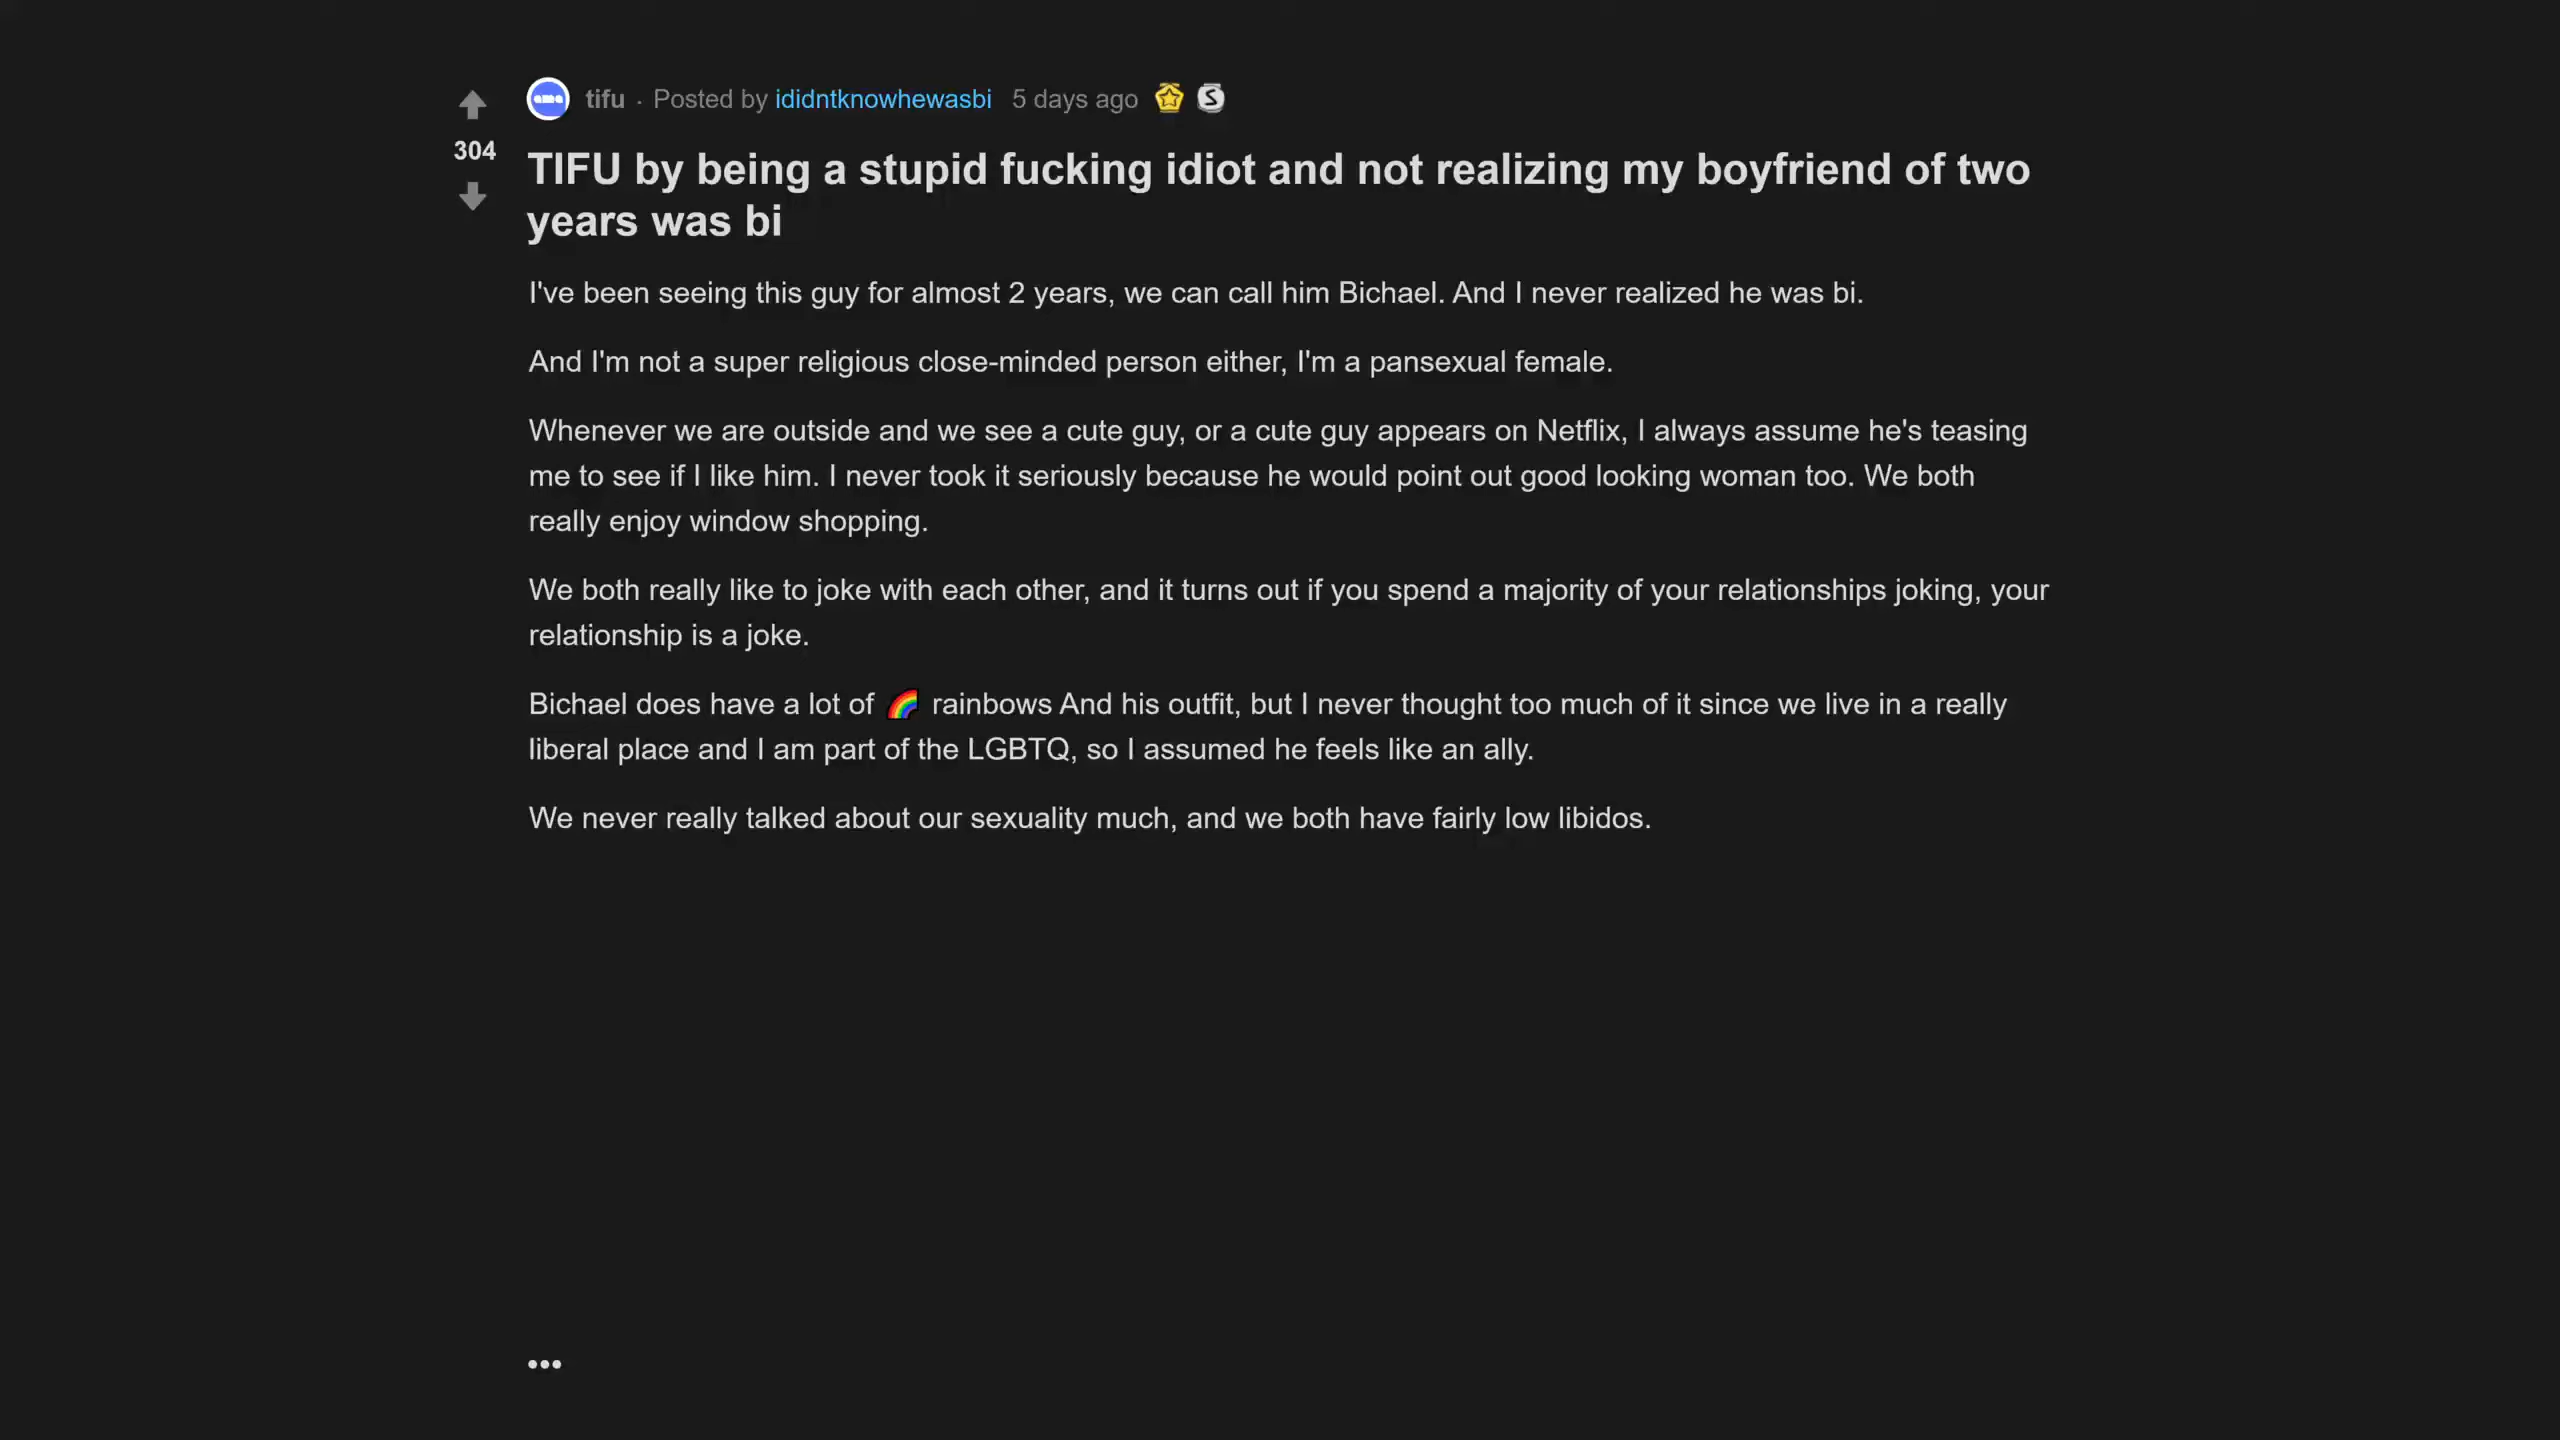 tifu · Posted by ididntknowhewasbi 5 days ago
304
TIFU by being a stupid fucking idiot and not realizing my boyfriend of two
years was bi
I've been seeing this guy for almost 2 years, we can call him Bichael. And I never realized he was bi.
And I'm not a super religious close-minded person either, I'm a pansexual female.
Whenever we are outside and we see a cute guy, or a cute guy appears on Netflix, I always assume he's teasing
me to see if I like him. I never took it seriously because he would point out good looking woman too. We both
really enjoy window shopping.
We both really like to joke with each other, and it turns out if you spend a majority of your relationships joking, your
relationship is a joke.
Bichael does have a lot of 🌈 rainbows And his outfit, but I never thought too much of it since we live in a really
liberal place and I am part of the LGBTQ, so I assumed he feels like an ally.
We never really talked about our sexuality much, and we both have fairly low libidos.
•••